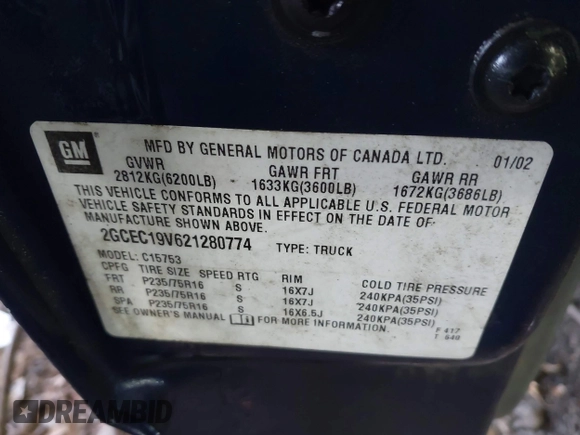 GM
MFD BY GENERAL MOTORS OF CANADA LTD. 01/02
GVWR GAWR FRT GAWR RR
2812KG(6200LB) 1633KG(3600LB) 1672KG(3686LB)
THIS VEHICLE CONFORMS TO ALL APPLICABLE U.S. FEDERAL MOTOR
VEHICLE SAFETY STANDARDS IN EFFECT ON THE DATE OF
MANUFACTURE SHOWN ABOVE.
2GCEC19V621280774 TYPE: TRUCK
MODEL: C15753
CPFG TIRE SIZE SPEED RTG RIM COLD TIRE PRESSURE
FRT P235/75R16 S 16X7J 240KPA(35PSI)
RR P235/75R16 S 16X7J 240KPA(35PSI)
SPA P235/75R16 S 16X6.5J 240KPA(35PSI)
SEE OWNER'S MANUAL FOR MORE INFORMATION.
F 417
T 640
DREAMBID